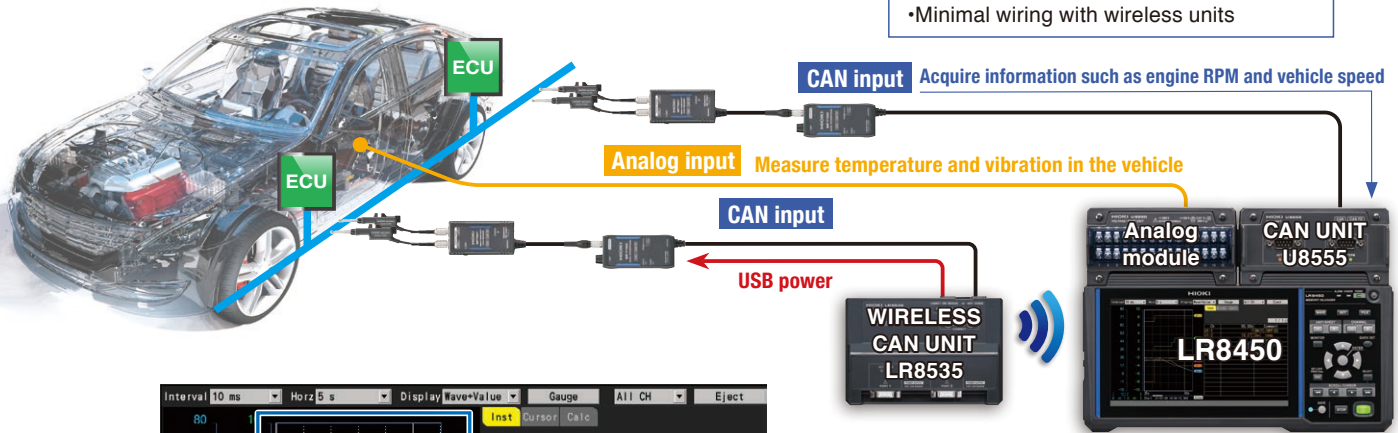 •Minimal wiring with wireless units
ECU
CAN input Acquire information such as engine RPM and vehicle speed
Analog input Measure temperature and vibration in the vehicle
ECU
CAN input
USB power
Analog
module
CAN UNIT
U8555
HIOKI
WIRELESS
CAN UNIT
LR8535
LR8450
Interval 10 ms Horz 5 s Display Wave+Value Gauge All CH Eject
80
Inst Cursor Calc